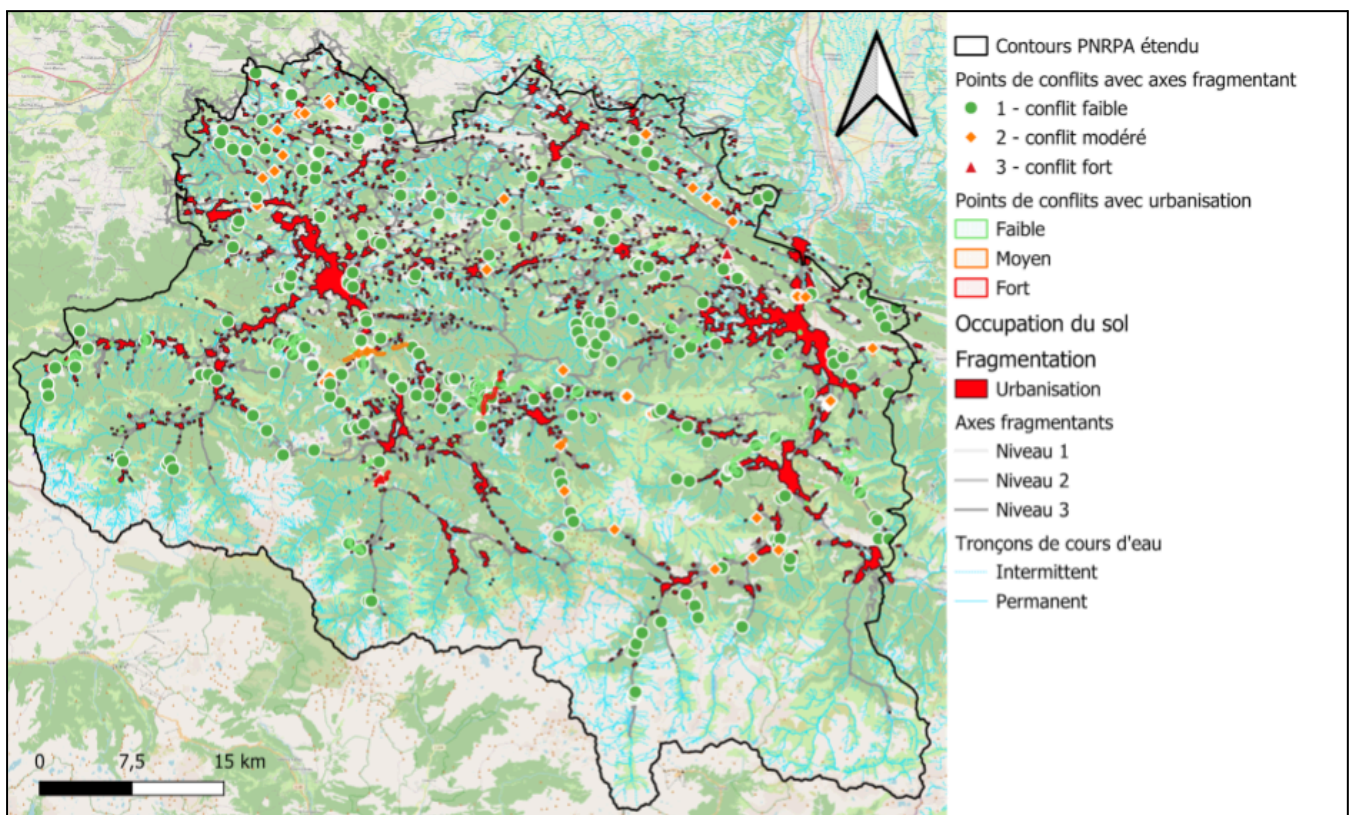 Contours PNRPA étendu
Points de conflits avec axes fragmentant
1 - conflit faible
2 - conflit modéré
3 - conflit fort
Points de conflits avec urbanisation
Faible
Moyen
Fort
Occupation du sol
Fragmentation
Urbanisation
Axes fragmentants
Niveau 1
Niveau 2
Niveau 3
Tronçons de cours d'eau
Intermittent
Permanent
0 7,5 15 km